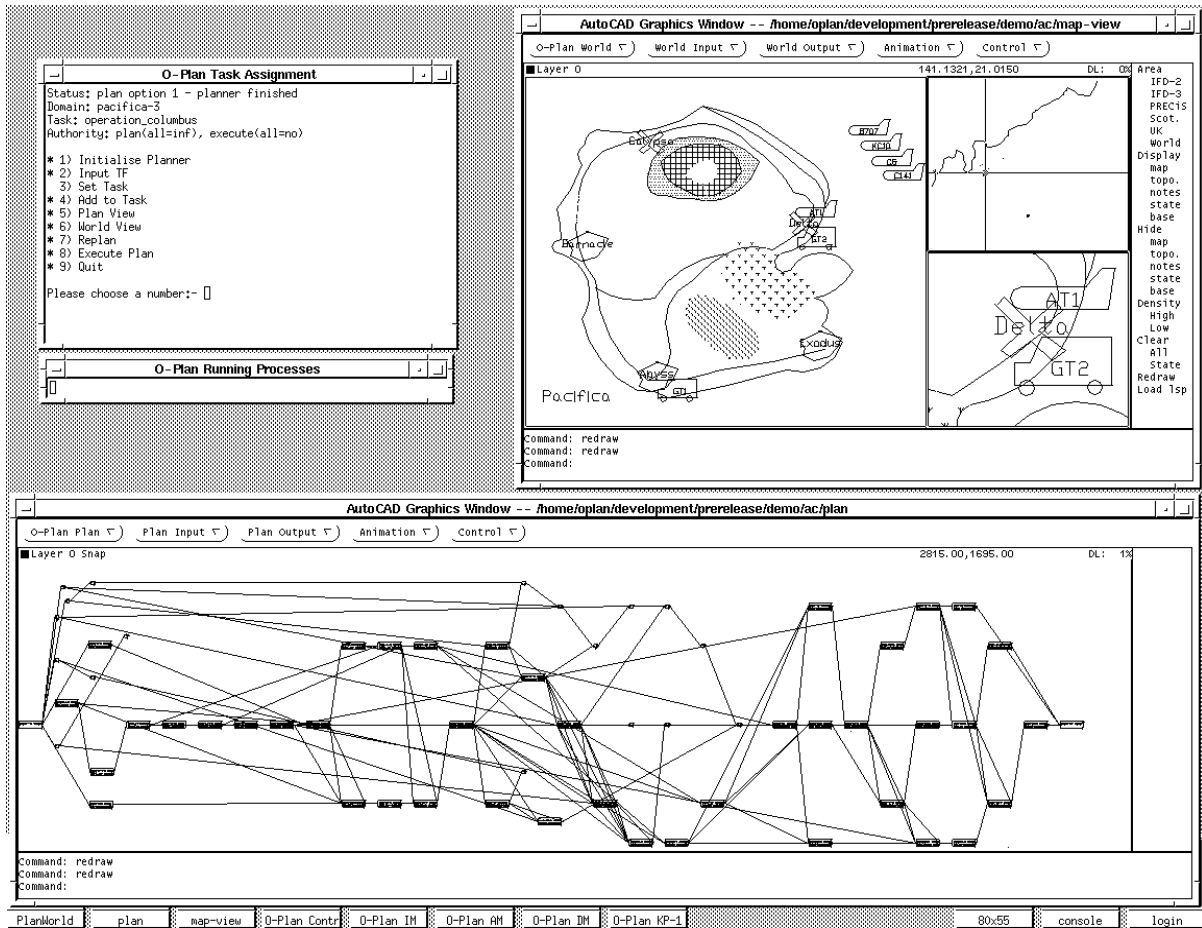 O-Plan Task Assignment
Status: plan option 1 - planner finished
Domain: pacifica-3
Task: operation_columbus
Authority: plan(all=inf), execute(all=no)
* 1) Initialise Planner
* 2) Input TF
3) Set Task
* 4) Add to Task
* 5) Plan View
* 6) World View
* 7) Replan
* 8) Execute Plan
* 9) Quit
Please choose a number:-
O-Plan Running Processes
AutoCAD Graphics Window -- /home/oplan/development/prerelease/demo/ac/map-view
O-Plan World World Input World Output Animation Control
Layer 0 141.1321,21.0150 DL: 0%
Calypso
B707
KC10
C5
C141
AT1
Delta
GT2
Barnacle
Exodus
Abyss
GT1
Pacifica
AT1
Delta
GT2
Area
IFD-2
IFD-3
PRECiS
Scot.
UK
World
Display
map
topo.
notes
state
base
Hide
map
topo.
notes
state
base
Density
High
Low
Clear
All
State
Redraw
Load lsp
Command: redraw
Command: redraw
Command:
AutoCAD Graphics Window -- /home/oplan/development/prerelease/demo/ac/plan
O-Plan Plan Plan Input Plan Output Animation Control
Layer 0 Snap 2815.00,1695.00 DL: 1%
Command: redraw
Command: redraw
Command:
PlanWorld plan map-view O-Plan Contr O-Plan IM O-Plan AM O-Plan DM O-Plan KP-1 80x55 console login